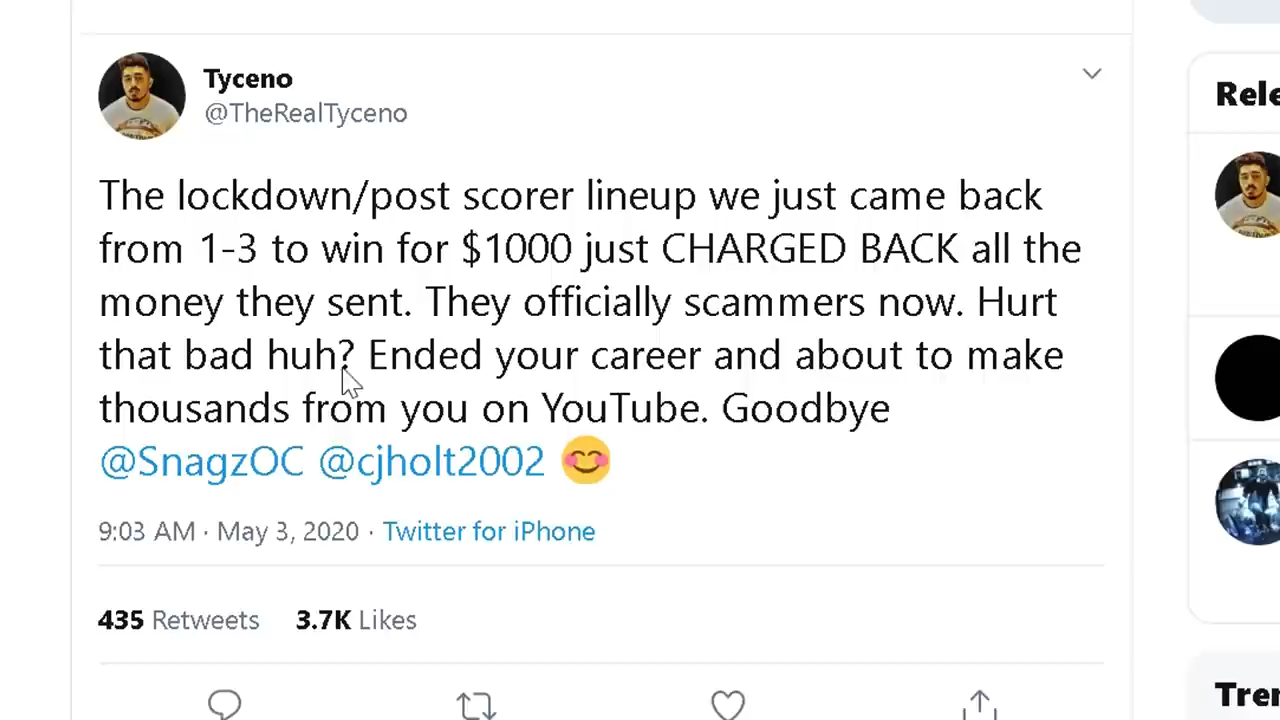 Tyceno
@TheRealTyceno
The lockdown/post scorer lineup we just came back
from 1-3 to win for $1000 just CHARGED BACK all the
money they sent. They officially scammers now. Hurt
that bad huh? Ended your career and about to make
thousands from you on YouTube. Goodbye
@SnagzOC @cjholt2002 😊
9:03 AM · May 3, 2020 · Twitter for iPhone
435 Retweets 3.7K Likes
Rele
Tren